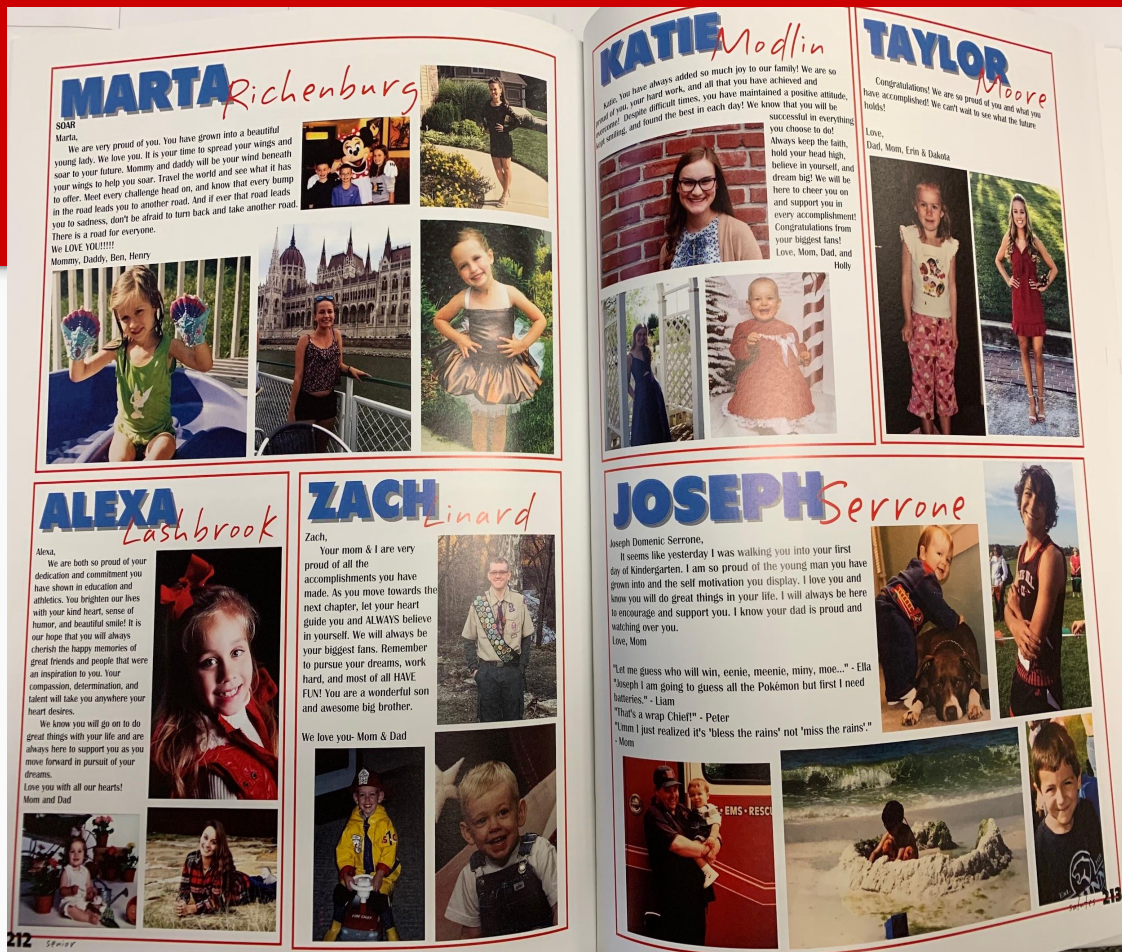 MARTA Richenburg
SOAR
Marta,
We are very proud of you. You have grown into a beautiful
young lady. We love you. It is your time to spread your wings and
soar to your future. Mommy and daddy will be your wind beneath
your wings to help you soar. Travel the world and see what it has
to offer. Meet every challenge head on, and know that every bump
in the road leads you to another road. And if ever that road leads
you to sadness, don't be afraid to turn back and take another road.
There is a road for everyone.
We LOVE YOU!!!!!
Mommy, Daddy, Ben, Henry
ALEXA Lashbrook
Alexa,
We are both so proud of your
dedication and commitment you
have shown in education and
athletics. You brighten our lives
with your kind heart, sense of
humor, and beautiful smile! It is
our hope that you will always
cherish the happy memories of
great friends and people that were
an inspiration to you. Your
compassion, determination, and
talent will take you anywhere your
heart desires.
We know you will go on to do
great things with your life and are
always here to support you as you
move forward in pursuit of your
dreams.
Love you with all our hearts!
Mom and Dad
ZACH Linard
Zach,
Your mom & I are very
proud of all the
accomplishments you have
made. As you move towards the
next chapter, let your heart
guide you and ALWAYS believe
in yourself. We will always be
your biggest fans. Remember
to pursue your dreams, work
hard, and most of all HAVE
FUN! You are a wonderful son
and awesome big brother.
We love you- Mom & Dad
212 senior
KATIE Modlin
Katie, You have always added so much joy to our family! We are so
proud of you, your hard work, and all that you have achieved and
overcome! Despite difficult times, you have maintained a positive attitude,
kept smiling, and found the best in each day! We know that you will be
successful in everything
you choose to do!
Always keep the faith,
hold your head high,
believe in yourself, and
dream big! We will be
here to cheer you on
and support you in
every accomplishment!
Congratulations from
your biggest fans!
Love, Mom, Dad, and
Holly
TAYLOR Moore
Congratulations! We are so proud of you and what you
have accomplished! We can't wait to see what the future
holds!
Love,
Dad, Mom, Erin & Dakota
JOSEPH Serrone
Joseph Domenic Serrone,
It seems like yesterday I was walking you into your first
day of Kindergarten. I am so proud of the young man you have
grown into and the self motivation you display. I love you and
know you will do great things in your life. I will always be here
to encourage and support you. I know your dad is proud and
watching over you.
Love, Mom
"Let me guess who will win, eenie, meenie, miny, moe..." - Ella
"Joseph I am going to guess all the Pokémon but first I need
batteries." - Liam
"That's a wrap Chief!" - Peter
"Umm I just realized it's 'bless the rains' not 'miss the rains'."
- Mom
• EMS • RESCU
salutes 213